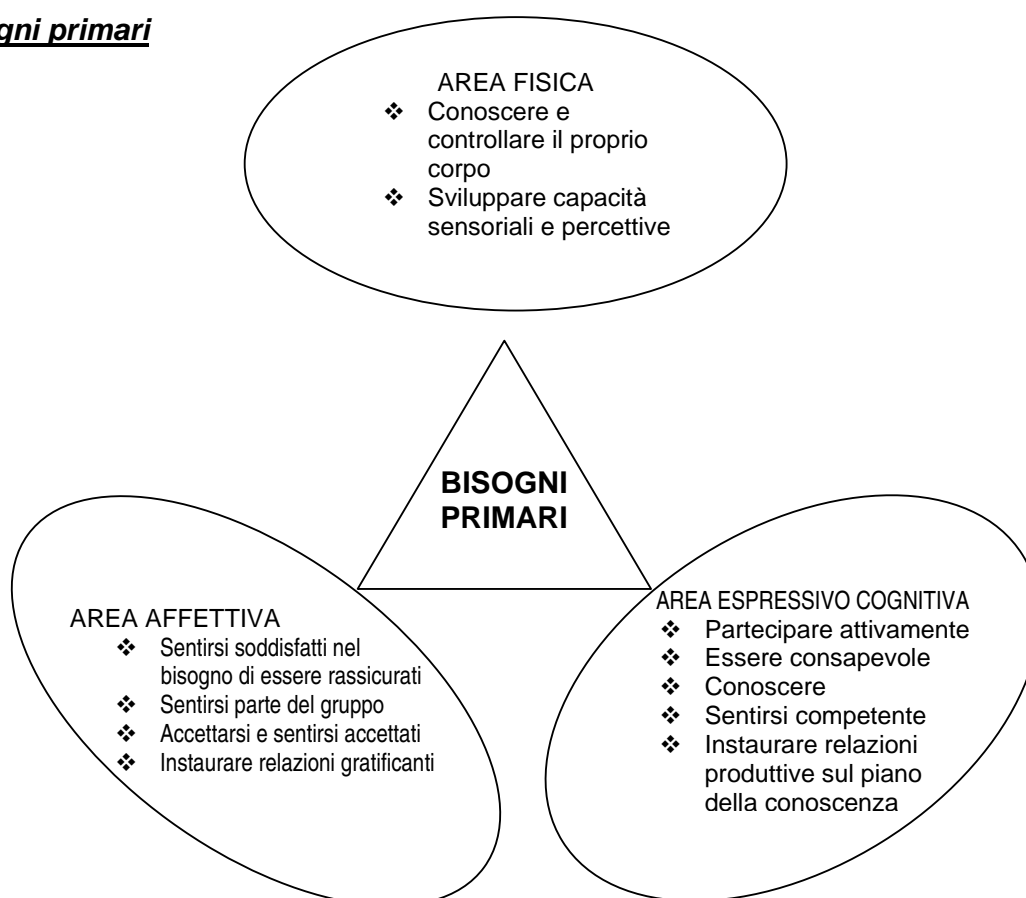 gni primari
AREA FISICA
❖ Conoscere e
controllare il proprio
corpo
❖ Sviluppare capacità
sensoriali e percettive
BISOGNI
PRIMARI
AREA AFFETTIVA
❖ Sentirsi soddisfatti nel
bisogno di essere rassicurati
❖ Sentirsi parte del gruppo
❖ Accettarsi e sentirsi accettati
❖ Instaurare relazioni gratificanti
AREA ESPRESSIVO COGNITIVA
❖ Partecipare attivamente
❖ Essere consapevole
❖ Conoscere
❖ Sentirsi competente
❖ Instaurare relazioni
produttive sul piano
della conoscenza